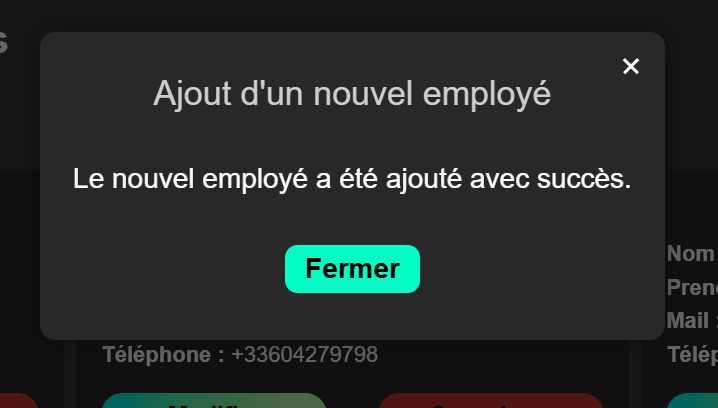 Ajout d'un nouvel employé
×
Le nouvel employé a été ajouté avec succès.
Fermer
Nom
Mail :
Téléphone : +33604279798